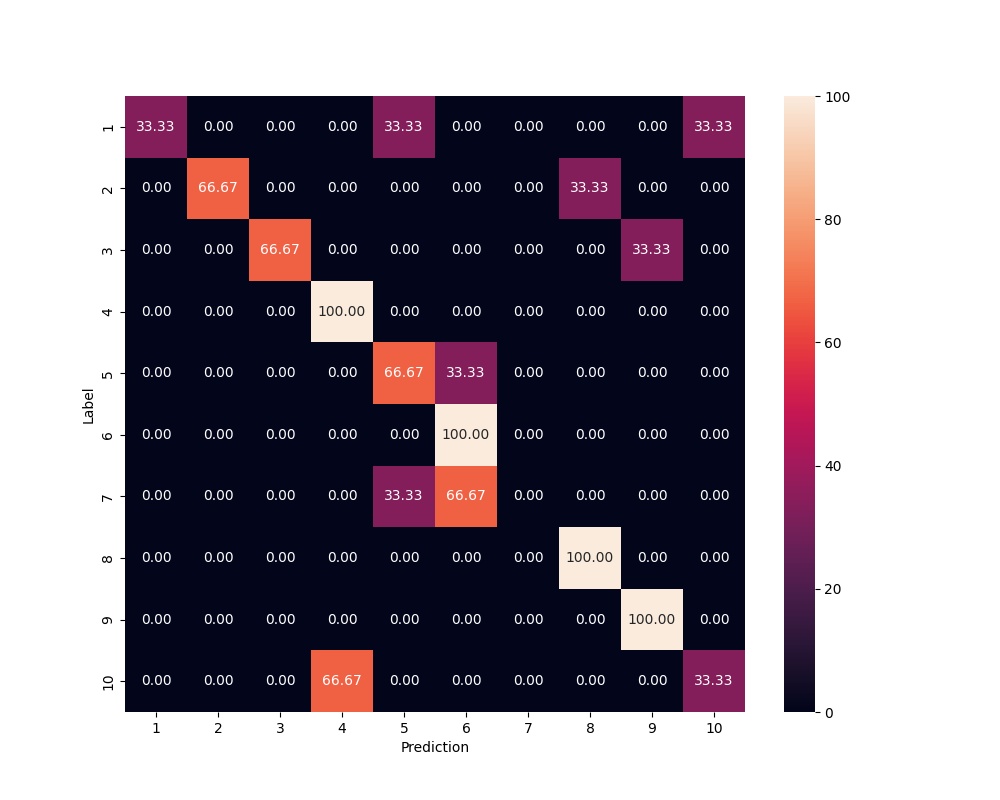 1 33.33 0.00 0.00 0.00 33.33 0.00 0.00 0.00 0.00 33.33
2 0.00 66.67 0.00 0.00 0.00 0.00 0.00 33.33 0.00 0.00
3 0.00 0.00 66.67 0.00 0.00 0.00 0.00 0.00 33.33 0.00
4 0.00 0.00 0.00 100.00 0.00 0.00 0.00 0.00 0.00 0.00
5 0.00 0.00 0.00 0.00 66.67 33.33 0.00 0.00 0.00 0.00
6 0.00 0.00 0.00 0.00 0.00 100.00 0.00 0.00 0.00 0.00
7 0.00 0.00 0.00 0.00 33.33 66.67 0.00 0.00 0.00 0.00
8 0.00 0.00 0.00 0.00 0.00 0.00 0.00 100.00 0.00 0.00
9 0.00 0.00 0.00 0.00 0.00 0.00 0.00 0.00 100.00 0.00
10 0.00 0.00 0.00 66.67 0.00 0.00 0.00 0.00 0.00 33.33
1 2 3 4 5 6 7 8 9 10
Prediction
Label
100
80
60
40
20
0